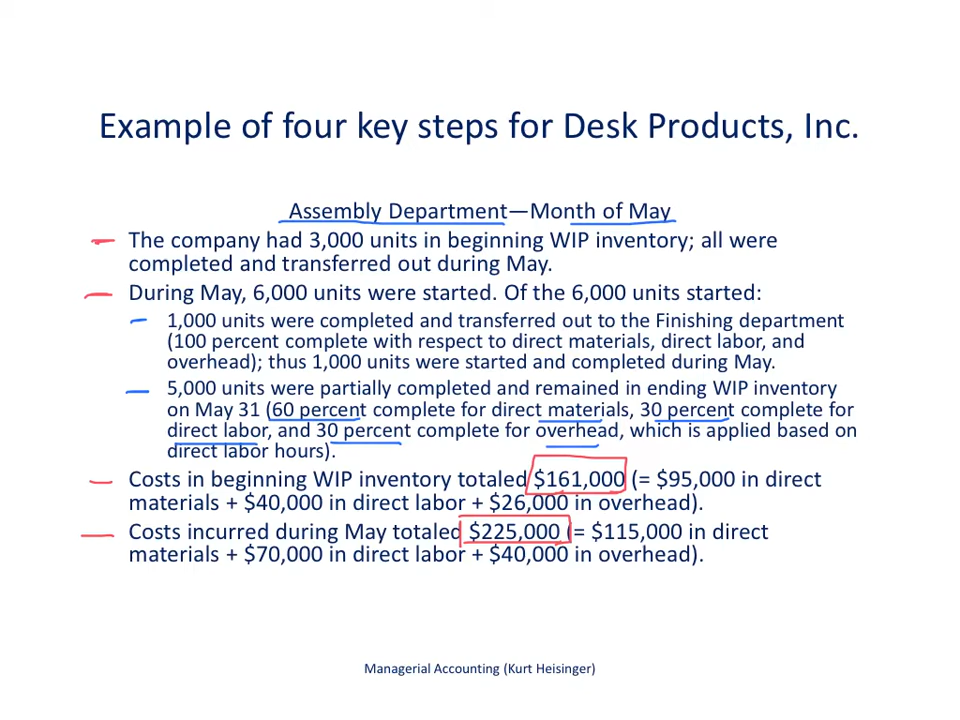 Example of four key steps for Desk Products, Inc.
Assembly Department—Month of May
The company had 3,000 units in beginning WIP inventory; all were
completed and transferred out during May.
During May, 6,000 units were started. Of the 6,000 units started:
1,000 units were completed and transferred out to the Finishing department
(100 percent complete with respect to direct materials, direct labor, and
overhead); thus 1,000 units were started and completed during May.
5,000 units were partially completed and remained in ending WIP inventory
on May 31 (60 percent complete for direct materials, 30 percent complete for
direct labor, and 30 percent complete for overhead, which is applied based on
direct labor hours).
Costs in beginning WIP inventory totaled $161,000 (= $95,000 in direct
materials + $40,000 in direct labor + $26,000 in overhead).
Costs incurred during May totaled $225,000 (= $115,000 in direct
materials + $70,000 in direct labor + $40,000 in overhead).
Managerial Accounting (Kurt Heisinger)